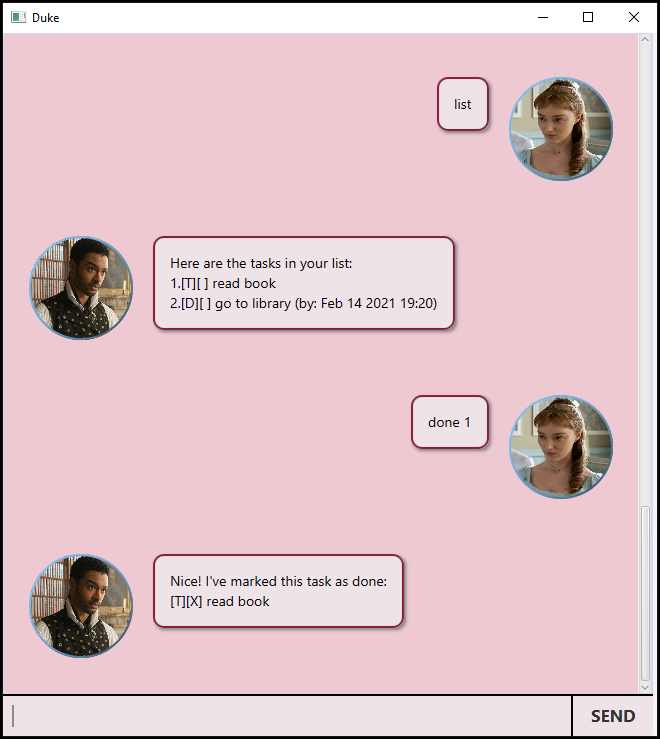 Duke
list
Here are the tasks in your list:
1.[T][ ] read book
2.[D][ ] go to library (by: Feb 14 2021 19:20)
done 1
Nice! I've marked this task as done:
[T][X] read book
SEND